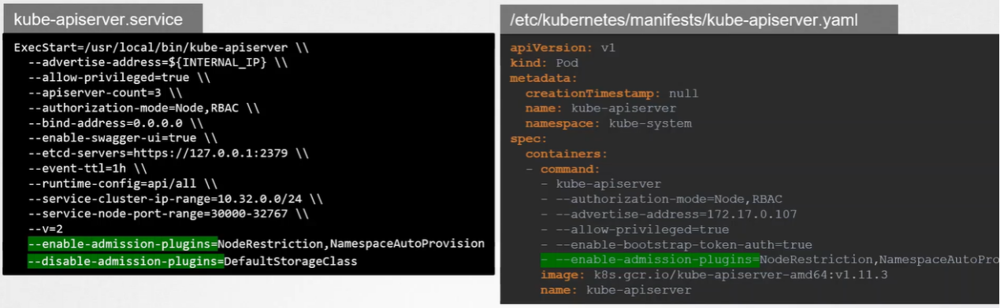 kube-apiserver.service
ExecStart=/usr/local/bin/kube-apiserver \\
--advertise-address=${INTERNAL_IP} \\
--allow-privileged=true \\
--apiserver-count=3 \\
--authorization-mode=Node,RBAC \\
--bind-address=0.0.0.0 \\
--enable-swagger-ui=true \\
--etcd-servers=https://127.0.0.1:2379 \\
--event-ttl=1h \\
--runtime-config=api/all \\
--service-cluster-ip-range=10.32.0.0/24 \\
--service-node-port-range=30000-32767 \\
--v=2
--enable-admission-plugins=NodeRestriction,NamespaceAutoProvision
--disable-admission-plugins=DefaultStorageClass
/etc/kubernetes/manifests/kube-apiserver.yaml
apiVersion: v1
kind: Pod
metadata:
creationTimestamp: null
name: kube-apiserver
namespace: kube-system
spec:
containers:
- command:
- kube-apiserver
- --authorization-mode=Node,RBAC
- --advertise-address=172.17.0.107
- --allow-privileged=true
- --enable-bootstrap-token-auth=true
- --enable-admission-plugins=NodeRestriction,NamespaceAutoPro
image: k8s.gcr.io/kube-apiserver-amd64:v1.11.3
name: kube-apiserver